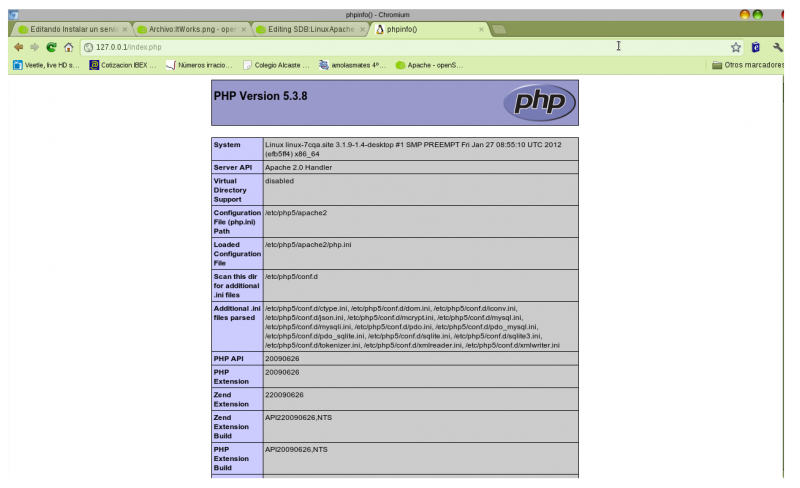 phpinfo() - Chromium
Editando Instalar un servi
Archivo:ItWorks.png - oper
Editing SDB:LinuxApache
phpinfo()
127.0.0.1/index.php
Veetle, live HD s...
Cotizacion IBEX ...
Números irracio...
Colegio Alcaste ...
amolasmates 4º...
Apache - openS...
Otros marcadores
PHP Version 5.3.8
php
System
Linux linux-7cqa.site 3.1.9-1.4-desktop #1 SMP PREEMPT Fri Jan 27 08:55:10 UTC 2012
(efb5ff4) x86_64
Server API
Apache 2.0 Handler
Virtual
Directory
Support
disabled
Configuration
File (php.ini)
Path
/etc/php5/apache2
Loaded
Configuration
File
/etc/php5/apache2/php.ini
Scan this dir
for additional
.ini files
/etc/php5/conf.d
Additional .ini
files parsed
/etc/php5/conf.d/ctype.ini, /etc/php5/conf.d/dom.ini, /etc/php5/conf.d/iconv.ini,
/etc/php5/conf.d/json.ini, /etc/php5/conf.d/mcrypt.ini, /etc/php5/conf.d/mysql.ini,
/etc/php5/conf.d/mysqli.ini, /etc/php5/conf.d/pdo.ini, /etc/php5/conf.d/pdo_mysql.ini,
/etc/php5/conf.d/pdo_sqlite.ini, /etc/php5/conf.d/sqlite.ini, /etc/php5/conf.d/sqlite3.ini,
/etc/php5/conf.d/tokenizer.ini, /etc/php5/conf.d/xmlreader.ini, /etc/php5/conf.d/xmlwriter.ini
PHP API
20090626
PHP
Extension
20090626
Zend
Extension
220090626
Zend
Extension
Build
API220090626,NTS
PHP
Extension
Build
API20090626,NTS